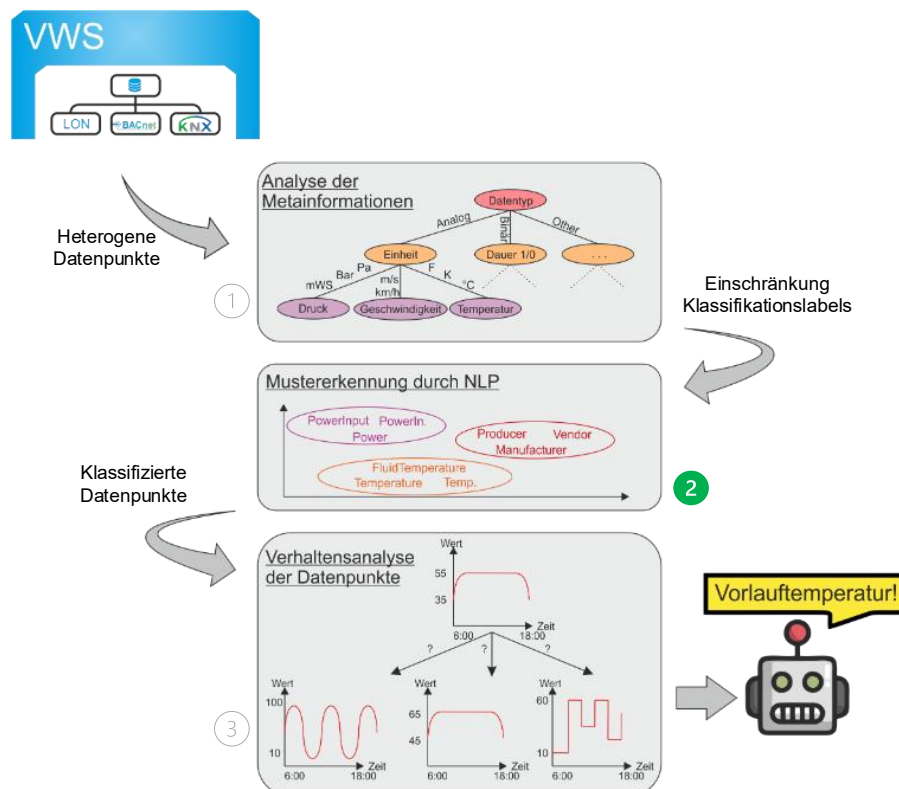 VWS
LON
BACnet
KNX
Heterogene
Datenpunkte
1
Analyse der
Metainformationen
Datentyp
Analog
Binär
Other
Einheit
Dauer 1/0
...
mWS
Bar
Pa
m/s
km/h
F
K
°C
Druck
Geschwindigkeit
Temperatur
Einschränkung
Klassifikationslabels
Mustererkennung durch NLP
PowerInput PowerIn.
Power
Producer Vendor
Manufacturer
FluidTemperature
Temperature Temp.
2
Klassifizierte
Datenpunkte
Verhaltensanalyse
der Datenpunkte
Wert
55
35
6:00
18:00
Zeit
?
?
?
3
Wert
100
10
Zeit
6:00
18:00
Wert
65
45
Zeit
6:00
18:00
Wert
60
10
Zeit
6:00
18:00
Vorlauftemperatur!